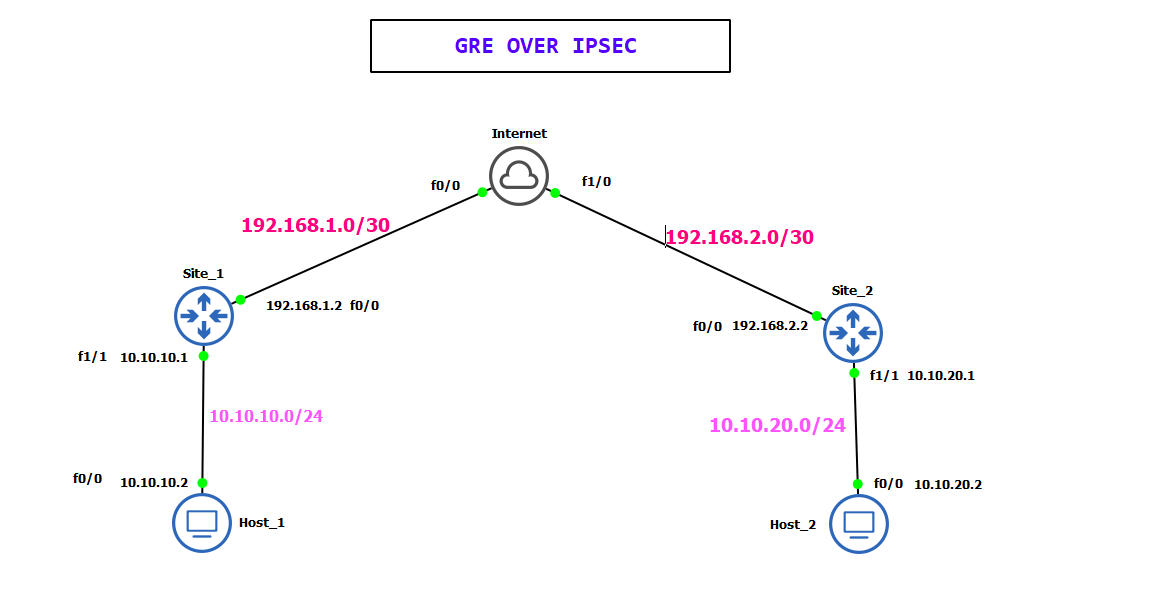 GRE OVER IPSEC
Internet
f0/0
f1/0
192.168.1.0/30
192.168.2.0/30
Site_1
Site_2
192.168.1.2 f0/0
f0/0 192.168.2.2
f1/1 10.10.10.1
f1/1 10.10.20.1
10.10.10.0/24
10.10.20.0/24
f0/0 10.10.10.2
f0/0 10.10.20.2
Host_1
Host_2